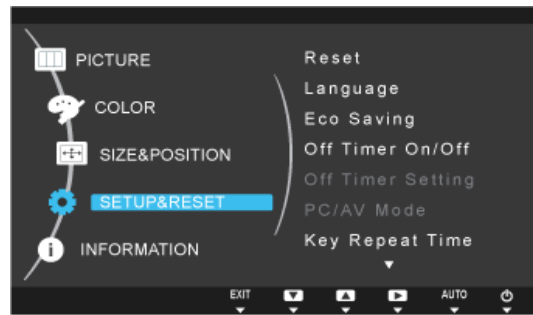 PICTURE
COLOR
SIZE&POSITION
SETUP&RESET
INFORMATION
Reset
Language
Eco Saving
Off Timer On/Off
Off Timer Setting
PC/AV Mode
Key Repeat Time
EXIT
AUTO